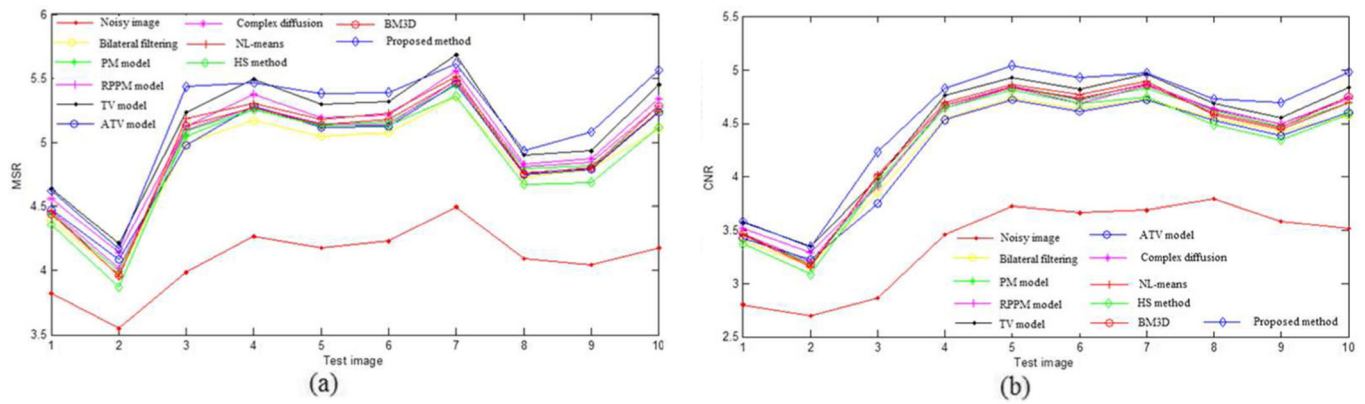 6
5.5
5
4.5
4
3.5
MSR
1 2 3 4 5 6 7 8 9 10
Test image
Noisy image
Bilateral filtering
PM model
RPPM model
TV model
ATV model
Complex diffusion
NL-means
HS method
BM3D
Proposed method
(a)
5.5
5
4.5
4
3.5
3
2.5
CNR
1 2 3 4 5 6 7 8 9 10
Test image
Noisy image
Bilateral filtering
PM model
RPPM model
TV model
ATV model
Complex diffusion
NL-means
HS method
BM3D
Proposed method
(b)